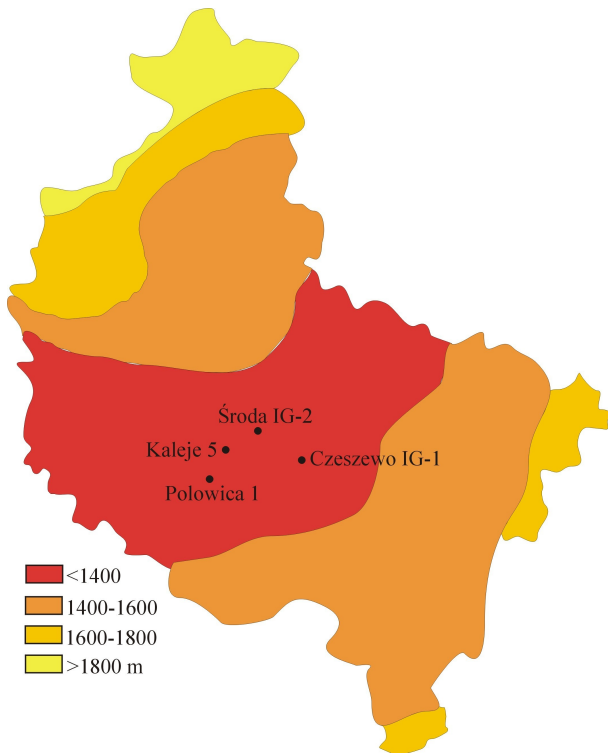 Środa IG-2
Kaleje 5
Czeszewo IG-1
Polowica 1
<1400
1400-1600
1600-1800
>1800 m